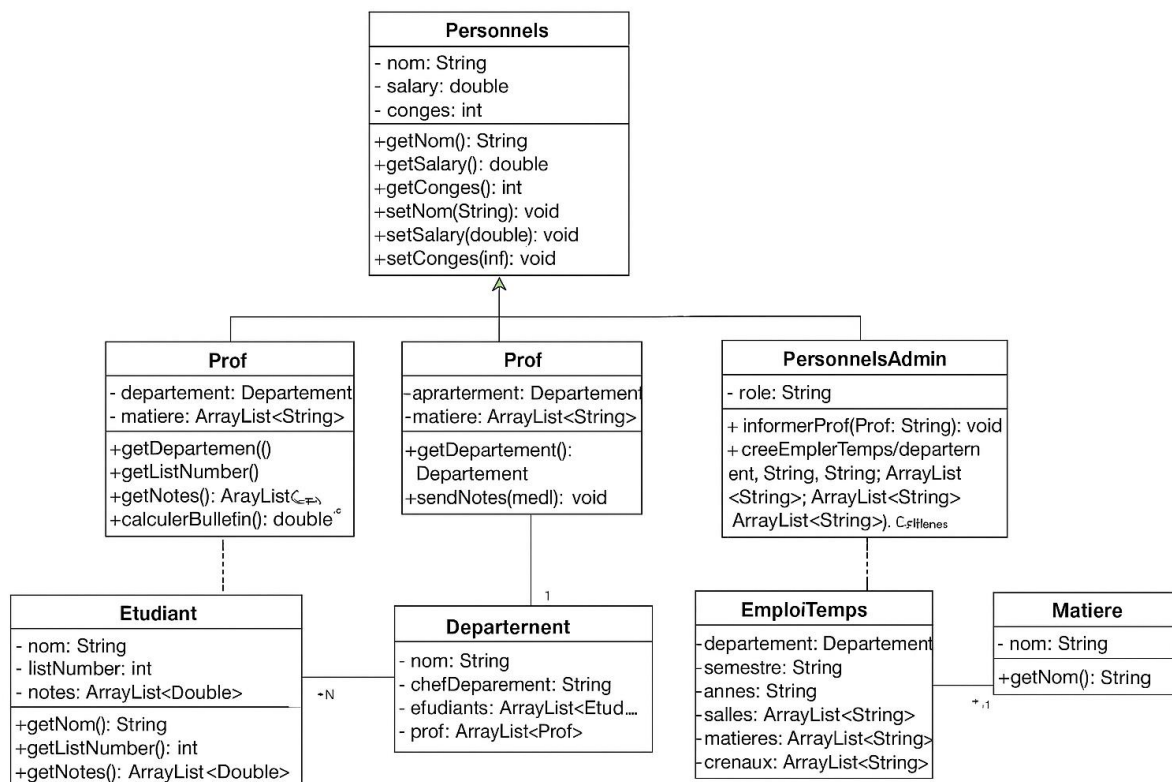 Personnels
- nom: String
- salary: double
- conges: int
+getNom(): String
+getSalary(): double
+getConges(): int
+setNom(String): void
+setSalary(double): void
+setConges(inf): void
Prof
- departement: Departement
- matiere: ArrayList<String>
+getDepartemen(()
+getListNumber()
+getNotes(): ArayList
+calculerBullefin(): double
Prof
-aprarterment: Departement
-matiere: ArrayList<String>
+getDepartement():
Departement
+sendNotes(medl): void
PersonnelsAdmin
- role: String
+ informerProf(Prof: String): void
+ creeEmplerTemps/departern
ent, String, String; ArrayList
<String>; ArrayList<String>
ArrayList<String>).
Etudiant
- nom: String
- listNumber: int
- notes: ArrayList<Double>
+getNom(): String
+getListNumber(): int
+getNotes(): ArrayList<Double>
N
1
Departernent
- nom: String
- chefDeparement: String
- efudiants: ArrayList<Etud...
- prof: ArrayList<Prof>
EmploiTemps
-departement: Departement
-semestre: String
-annes: String
-salles: ArrayList<String>
-matieres: ArrayList<String>
-crenaux: ArrayList<String>
1
Matiere
- nom: String
+getNom(): String